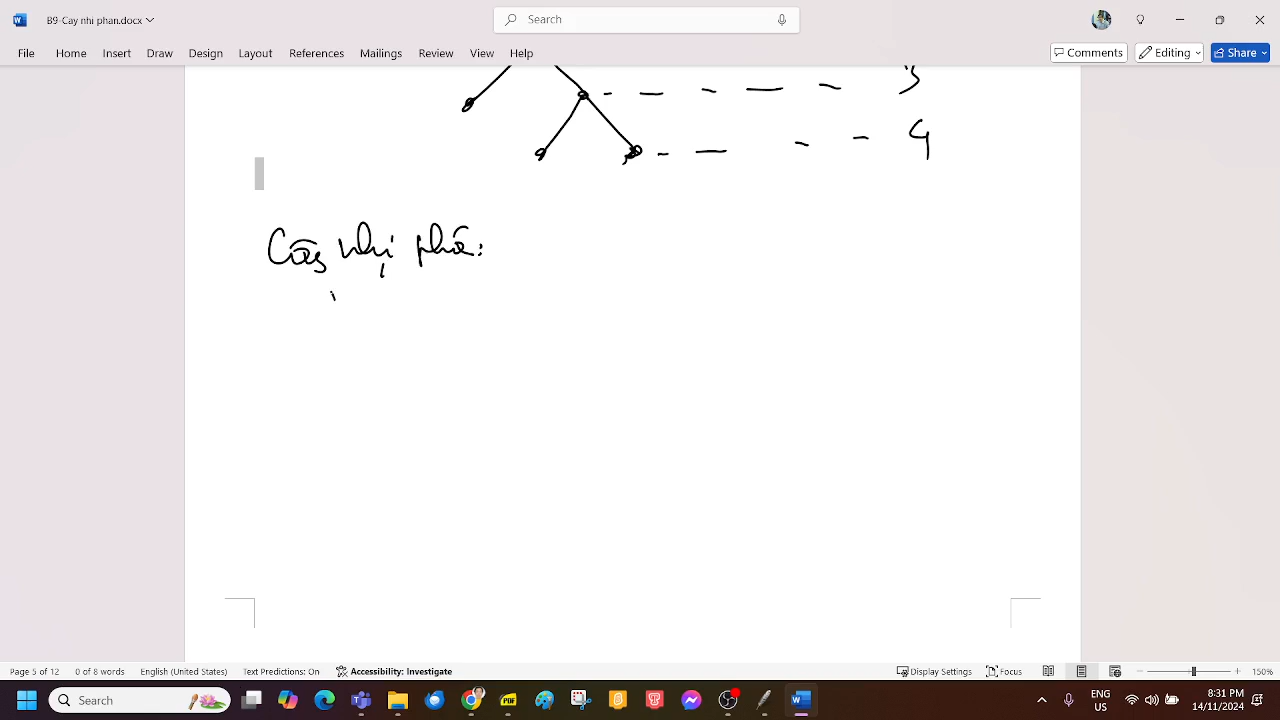 B9-Cay nhi phan.docx
Search
File Home Insert Draw Design Layout References Mailings Review View Help
Comments Editing Share
3
4
Cây nhị phâ:
Page 5 of 12 0 of 8 words English (United States) Text Predictions: On Accessibility: Investigate Display Settings Focus 150%
Search
PDF
ENG
US
8:31 PM
14/11/2024